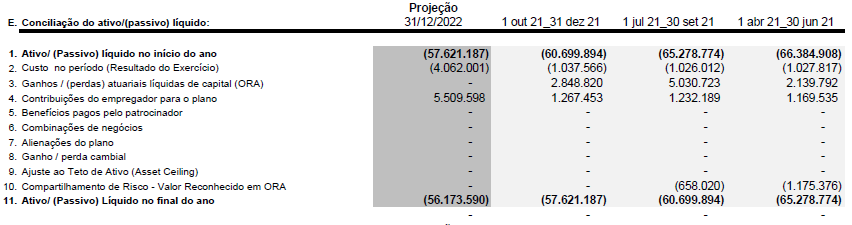 Projeção
E. Conciliação do ativo/(passivo) líquido: 31/12/2022 1 out 21_31 dez 21 1 jul 21_30 set 21 1 abr 21_30 jun 21
1. Ativo/ (Passivo) líquido no início do ano (57.621.187) (60.699.894) (65.278.774) (66.384.908)
2. Custo no período (Resultado do Exercício) (4.062.001) (1.037.566) (1.026.012) (1.027.817)
3. Ganhos / (perdas) atuariais líquidas de capital (ORA) - 2.848.820 5.030.723 2.139.792
4. Contribuições do empregador para o plano 5.509.598 1.267.453 1.232.189 1.169.535
5. Benefícios pagos pelo patrocinador - - - -
6. Combinações de negócios - - - -
7. Alienações do plano - - - -
8. Ganho / perda cambial - - - -
9. Ajuste ao Teto de Ativo (Asset Ceiling) - - - -
10. Compartilhamento de Risco - Valor Reconhecido em ORA - - (658.020) (1.175.376)
11. Ativo/ (Passivo) Líquido no final do ano (56.173.590) (57.621.187) (60.699.894) (65.278.774)
- - - -